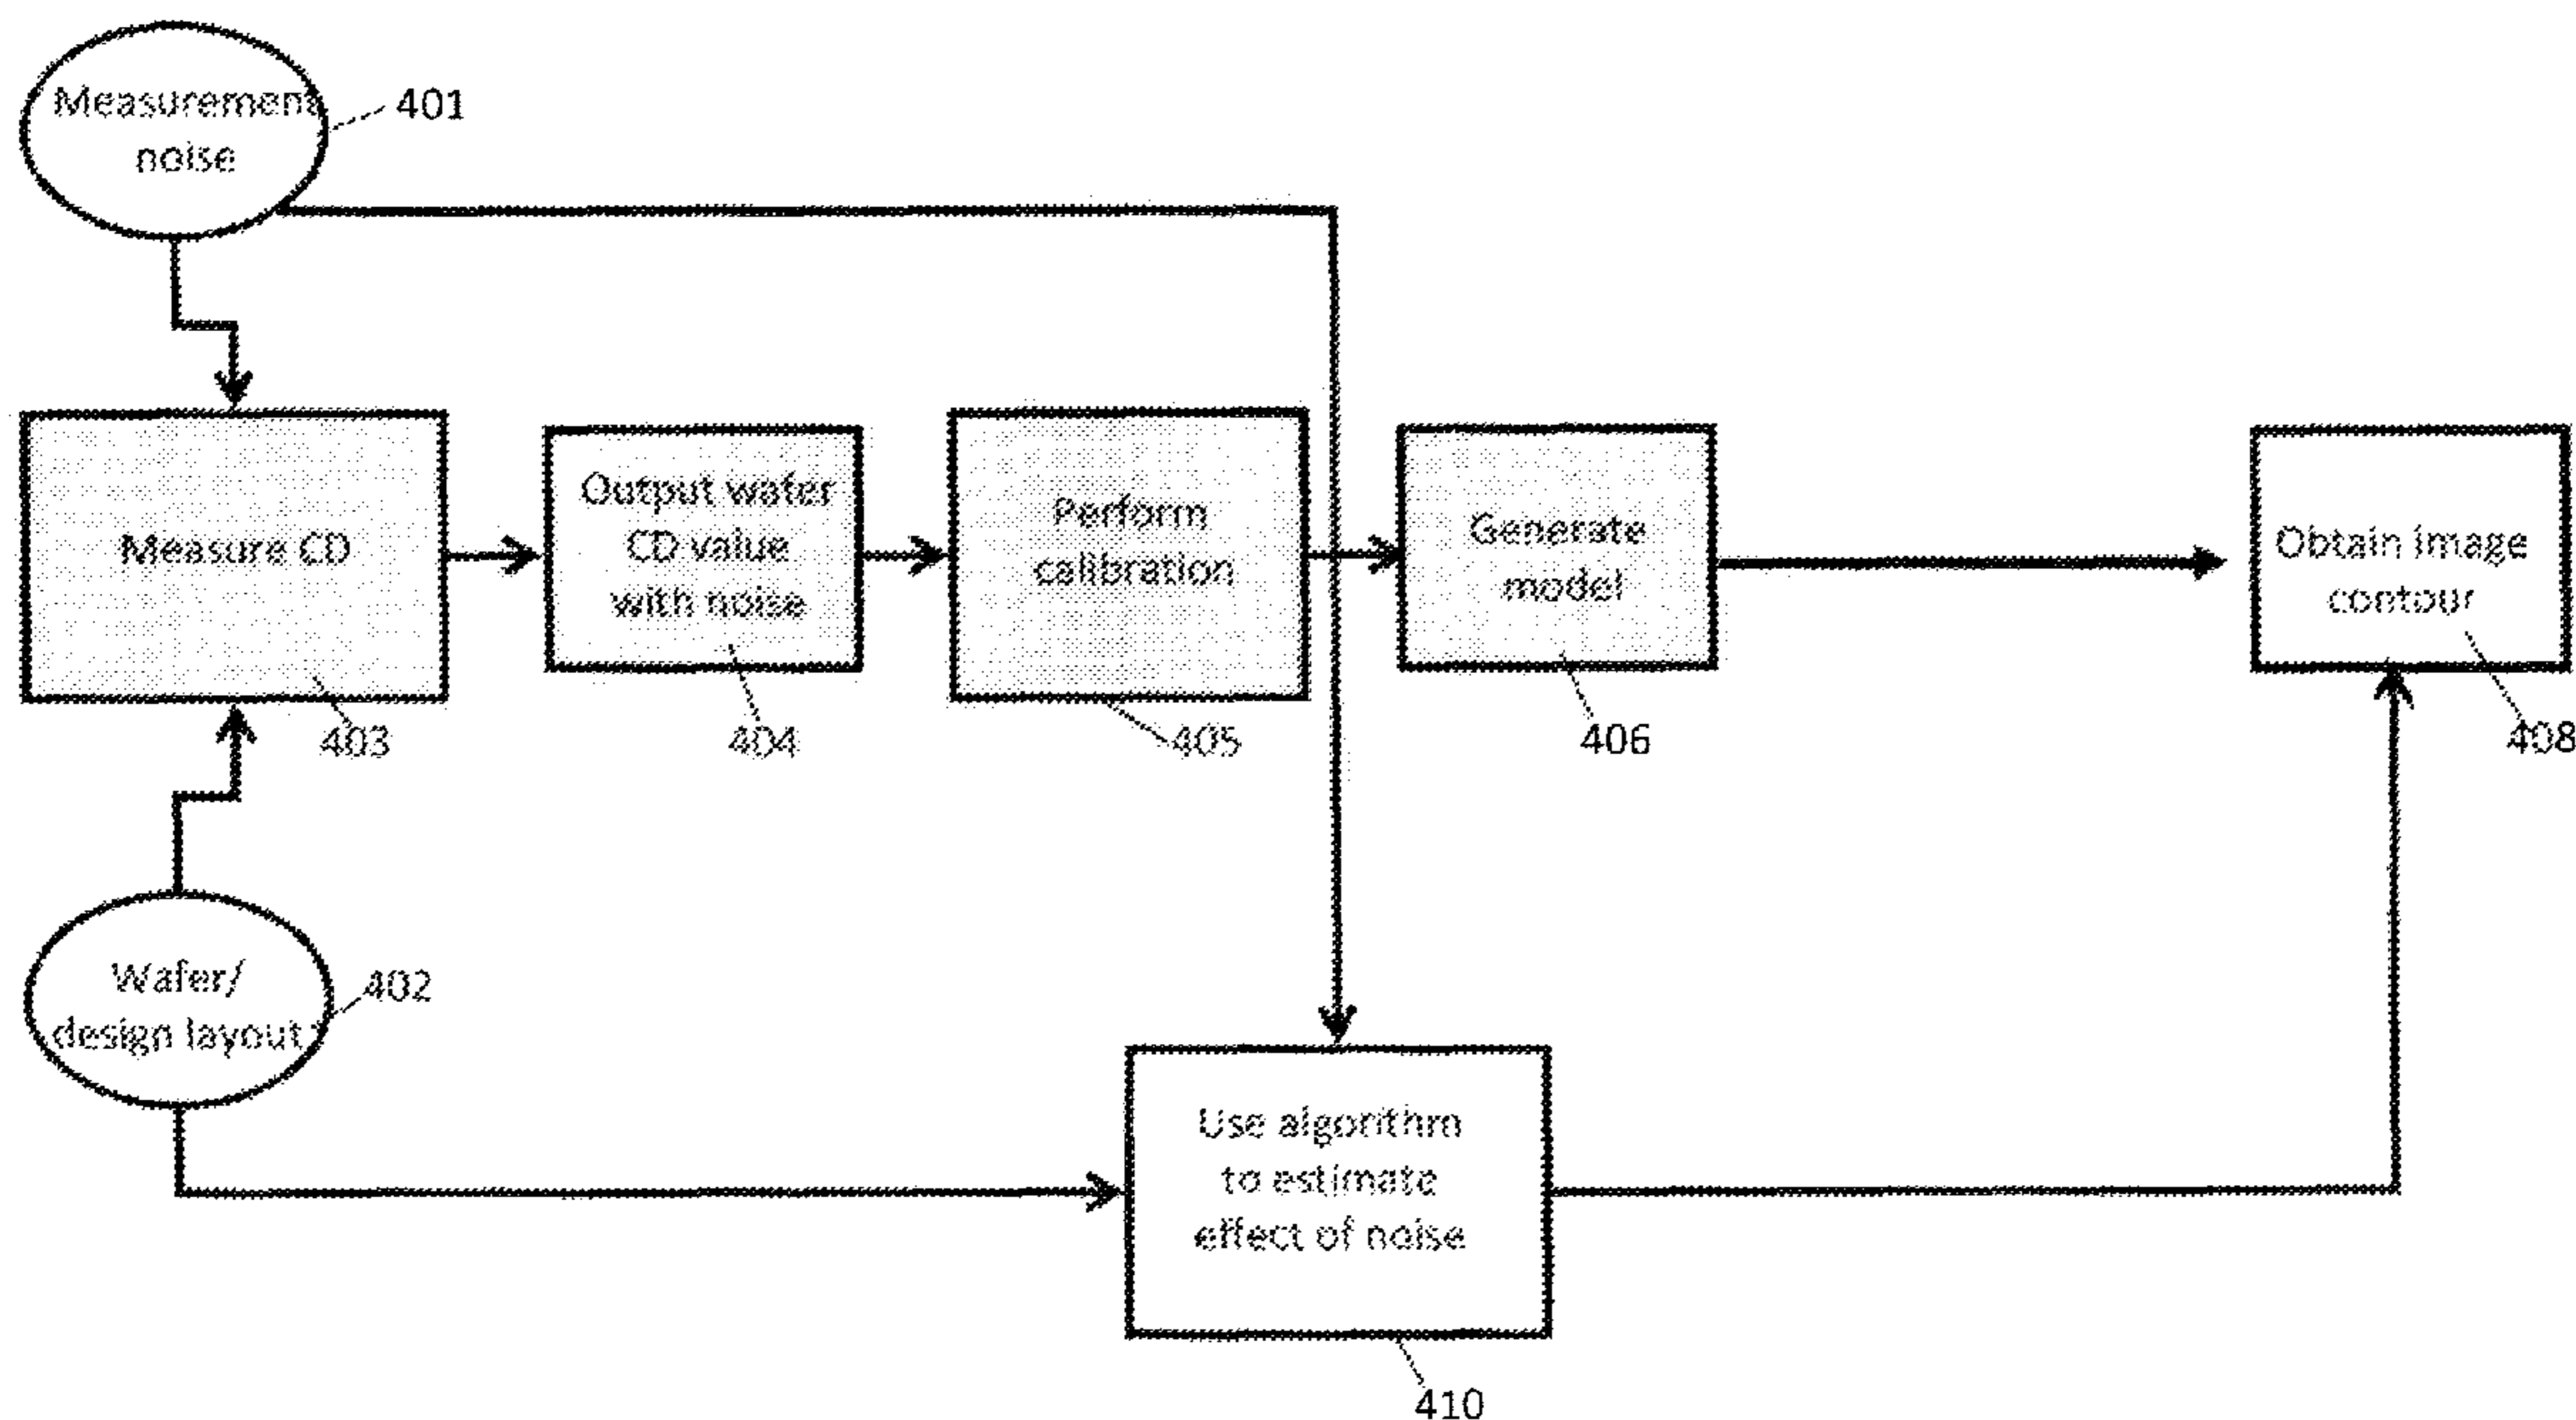 Measurement
noise
401
Measure CD
403
Output wafer
CD value
with noise
404
Perform
calibration
405
Generate
model
406
Obtain image
contour
408
Wafer/
design layout
402
Use algorithm
to estimate
effect of noise
410